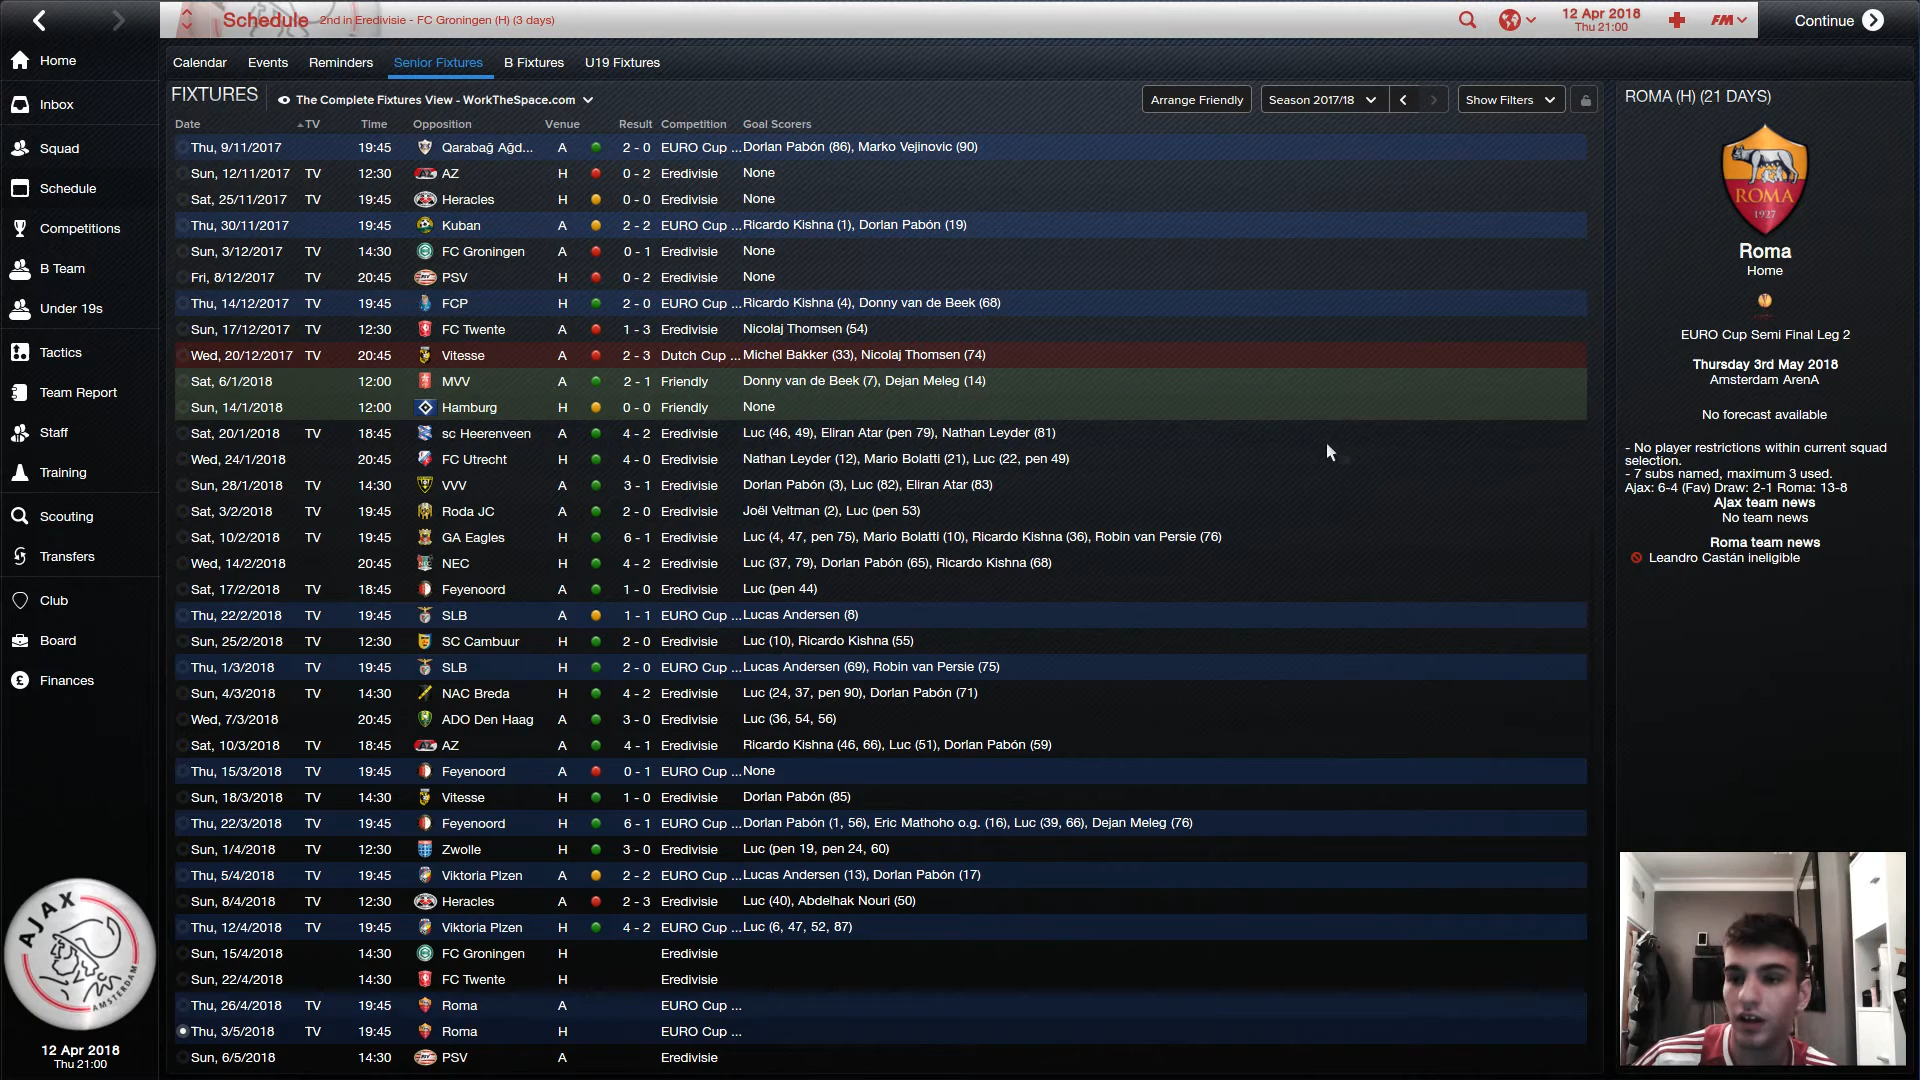 Schedule 2nd in Eredivisie - FC Groningen (H) (3 days)
12 Apr 2018
Thu 21:00
FM
Continue
Home
Inbox
Squad
Schedule
Competitions
B Team
Under 19s
Tactics
Team Report
Staff
Training
Scouting
Transfers
Club
Board
Finances
AJAX
AMSTERDAM
12 Apr 2018
Thu 21:00
Calendar Events Reminders Senior Fixtures B Fixtures U19 Fixtures
FIXTURES The Complete Fixtures View - WorkTheSpace.com Arrange Friendly Season 2017/18 Show Filters
Date TV Time Opposition Venue Result Competition Goal Scorers
Thu, 9/11/2017 19:45 Qarabağ Ağd... A 2 - 0 EURO Cup ... Dorlan Pabón (86), Marko Vejinovic (90)
Sun, 12/11/2017 TV 12:30 AZ H 0 - 2 Eredivisie None
Sat, 25/11/2017 TV 19:45 Heracles H 0 - 0 Eredivisie None
Thu, 30/11/2017 19:45 Kuban A 2 - 2 EURO Cup ... Ricardo Kishna (1), Dorlan Pabón (19)
Sun, 3/12/2017 TV 14:30 FC Groningen A 0 - 1 Eredivisie None
Fri, 8/12/2017 TV 20:45 PSV H 0 - 2 Eredivisie None
Thu, 14/12/2017 TV 19:45 FCP H 2 - 0 EURO Cup ... Ricardo Kishna (4), Donny van de Beek (68)
Sun, 17/12/2017 TV 12:30 FC Twente A 1 - 3 Eredivisie Nicolaj Thomsen (54)
Wed, 20/12/2017 TV 20:45 Vitesse A 2 - 3 Dutch Cup ... Michel Bakker (33), Nicolaj Thomsen (74)
Sat, 6/1/2018 12:00 MVV A 2 - 1 Friendly Donny van de Beek (7), Dejan Meleg (14)
Sun, 14/1/2018 12:00 Hamburg H 0 - 0 Friendly None
Sat, 20/1/2018 TV 18:45 sc Heerenveen A 4 - 2 Eredivisie Luc (46, 49), Eliran Atar (pen 79), Nathan Leyder (81)
Wed, 24/1/2018 20:45 FC Utrecht H 4 - 0 Eredivisie Nathan Leyder (12), Mario Bolatti (21), Luc (22, pen 49)
Sun, 28/1/2018 TV 14:30 VVV A 3 - 1 Eredivisie Dorlan Pabón (3), Luc (82), Eliran Atar (83)
Sat, 3/2/2018 TV 19:45 Roda JC A 2 - 0 Eredivisie Joël Veltman (2), Luc (pen 53)
Sat, 10/2/2018 TV 19:45 GA Eagles H 6 - 1 Eredivisie Luc (4, 47, pen 75), Mario Bolatti (10), Ricardo Kishna (36), Robin van Persie (76)
Wed, 14/2/2018 20:45 NEC H 4 - 2 Eredivisie Luc (37, 79), Dorlan Pabón (65), Ricardo Kishna (68)
Sat, 17/2/2018 TV 18:45 Feyenoord A 1 - 0 Eredivisie Luc (pen 44)
Thu, 22/2/2018 TV 19:45 SLB A 1 - 1 EURO Cup ... Lucas Andersen (8)
Sun, 25/2/2018 TV 12:30 SC Cambuur H 2 - 0 Eredivisie Luc (10), Ricardo Kishna (55)
Thu, 1/3/2018 TV 19:45 SLB H 2 - 0 EURO Cup ... Lucas Andersen (69), Robin van Persie (75)
Sun, 4/3/2018 TV 14:30 NAC Breda H 4 - 2 Eredivisie Luc (24, 37, pen 90), Dorlan Pabón (71)
Wed, 7/3/2018 20:45 ADO Den Haag A 3 - 0 Eredivisie Luc (36, 54, 56)
Sat, 10/3/2018 TV 18:45 AZ A 4 - 1 Eredivisie Ricardo Kishna (46, 66), Luc (51), Dorlan Pabón (59)
Thu, 15/3/2018 TV 19:45 Feyenoord A 0 - 1 EURO Cup ... None
Sun, 18/3/2018 TV 14:30 Vitesse H 1 - 0 Eredivisie Dorlan Pabón (85)
Thu, 22/3/2018 TV 19:45 Feyenoord H 6 - 1 EURO Cup ... Dorlan Pabón (1, 56), Eric Mathoho o.g. (16), Luc (39, 66), Dejan Meleg (76)
Sun, 1/4/2018 TV 12:30 Zwolle H 3 - 0 Eredivisie Luc (pen 19, pen 24, 60)
Thu, 5/4/2018 TV 19:45 Viktoria Plzen A 2 - 2 EURO Cup ... Lucas Andersen (13), Dorlan Pabón (17)
Sun, 8/4/2018 TV 12:30 Heracles A 2 - 3 Eredivisie Luc (40), Abdelhak Nouri (50)
Thu, 12/4/2018 TV 19:45 Viktoria Plzen H 4 - 2 EURO Cup ... Luc (6, 47, 52, 87)
Sun, 15/4/2018 14:30 FC Groningen H Eredivisie
Sun, 22/4/2018 14:30 FC Twente H Eredivisie
Thu, 26/4/2018 TV 19:45 Roma A EURO Cup ...
Thu, 3/5/2018 TV 19:45 Roma H EURO Cup ...
Sun, 6/5/2018 14:30 PSV A Eredivisie
ROMA (H) (21 DAYS)
ROMA
1927
Roma
Home
EURO Cup Semi Final Leg 2
Thursday 3rd May 2018
Amsterdam ArenA
No forecast available
- No player restrictions within current squad
selection.
- 7 subs named, maximum 3 used.
Ajax: 6-4 (Fav) Draw: 2-1 Roma: 13-8
Ajax team news
No team news
Roma team news
Leandro Castán ineligible